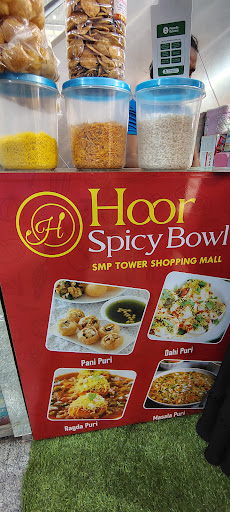 H
Hoor
Spicy Bowl
SMP TOWER SHOPPING MALL
Pani Puri
Dahi Puri
Ragda Puri
Masala Puri